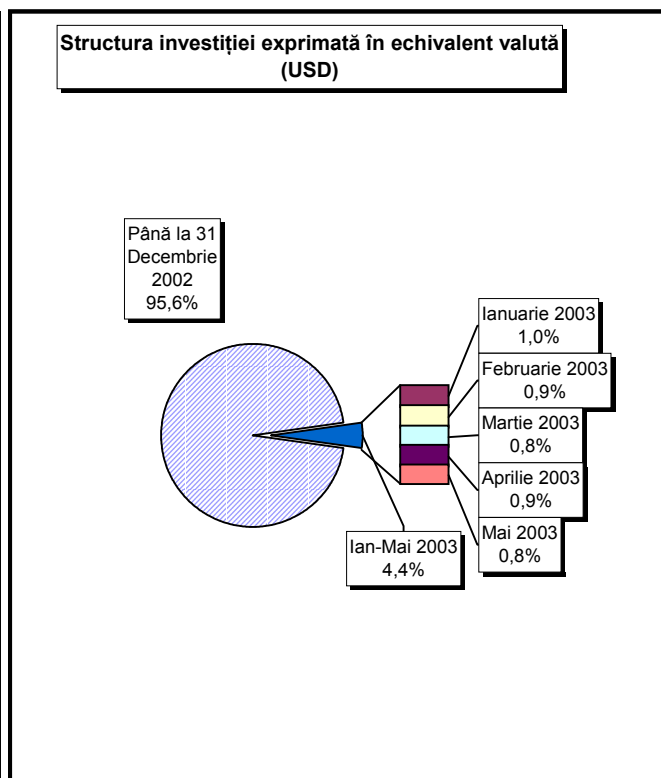 Structura investiției exprimată în echivalent valută
(USD)
Până la 31
Decembrie
2002
95,6%
Ianuarie 2003
1,0%
Februarie 2003
0,9%
Martie 2003
0,8%
Aprilie 2003
0,9%
Mai 2003
0,8%
Ian-Mai 2003
4,4%